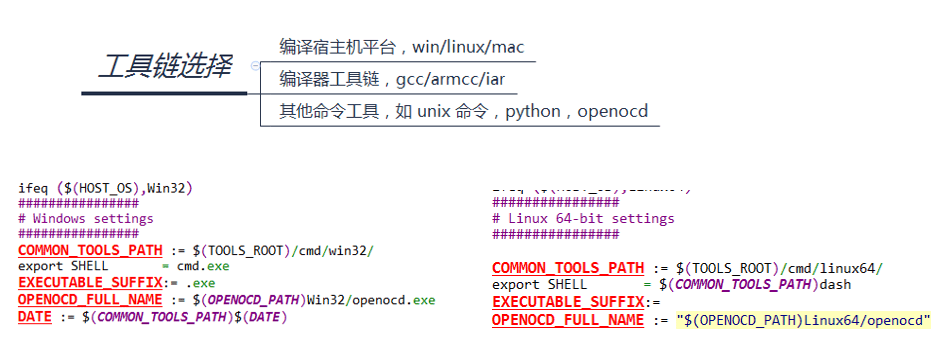 工具链选择
编译宿主机平台，win/linux/mac
编译器工具链，gcc/armcc/iar
其他命令工具，如 unix 命令，python，openocd
ifeq ($(HOST_OS),Win32)
################
# Windows settings
################
COMMON_TOOLS_PATH := $(TOOLS_ROOT)/cmd/win32/
export SHELL       = cmd.exe
EXECUTABLE_SUFFIX:= .exe
OPENOCD_FULL_NAME := $(OPENOCD_PATH)Win32/openocd.exe
DATE := $(COMMON_TOOLS_PATH)$(DATE)
################
# Linux 64-bit settings
################
COMMON_TOOLS_PATH := $(TOOLS_ROOT)/cmd/linux64/
export SHELL       = $(COMMON_TOOLS_PATH)dash
EXECUTABLE_SUFFIX:=
OPENOCD_FULL_NAME := "$(OPENOCD_PATH)Linux64/openocd"